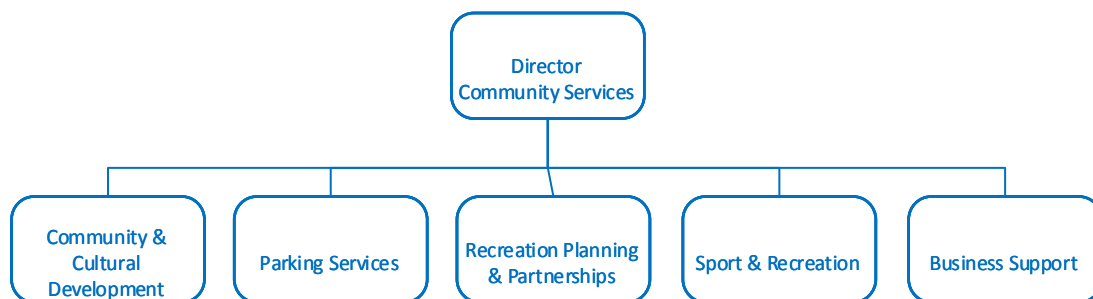 Director
Community Services
Community &
Cultural
Development
Parking Services
Recreation Planning
& Partnerships
Sport & Recreation
Business Support